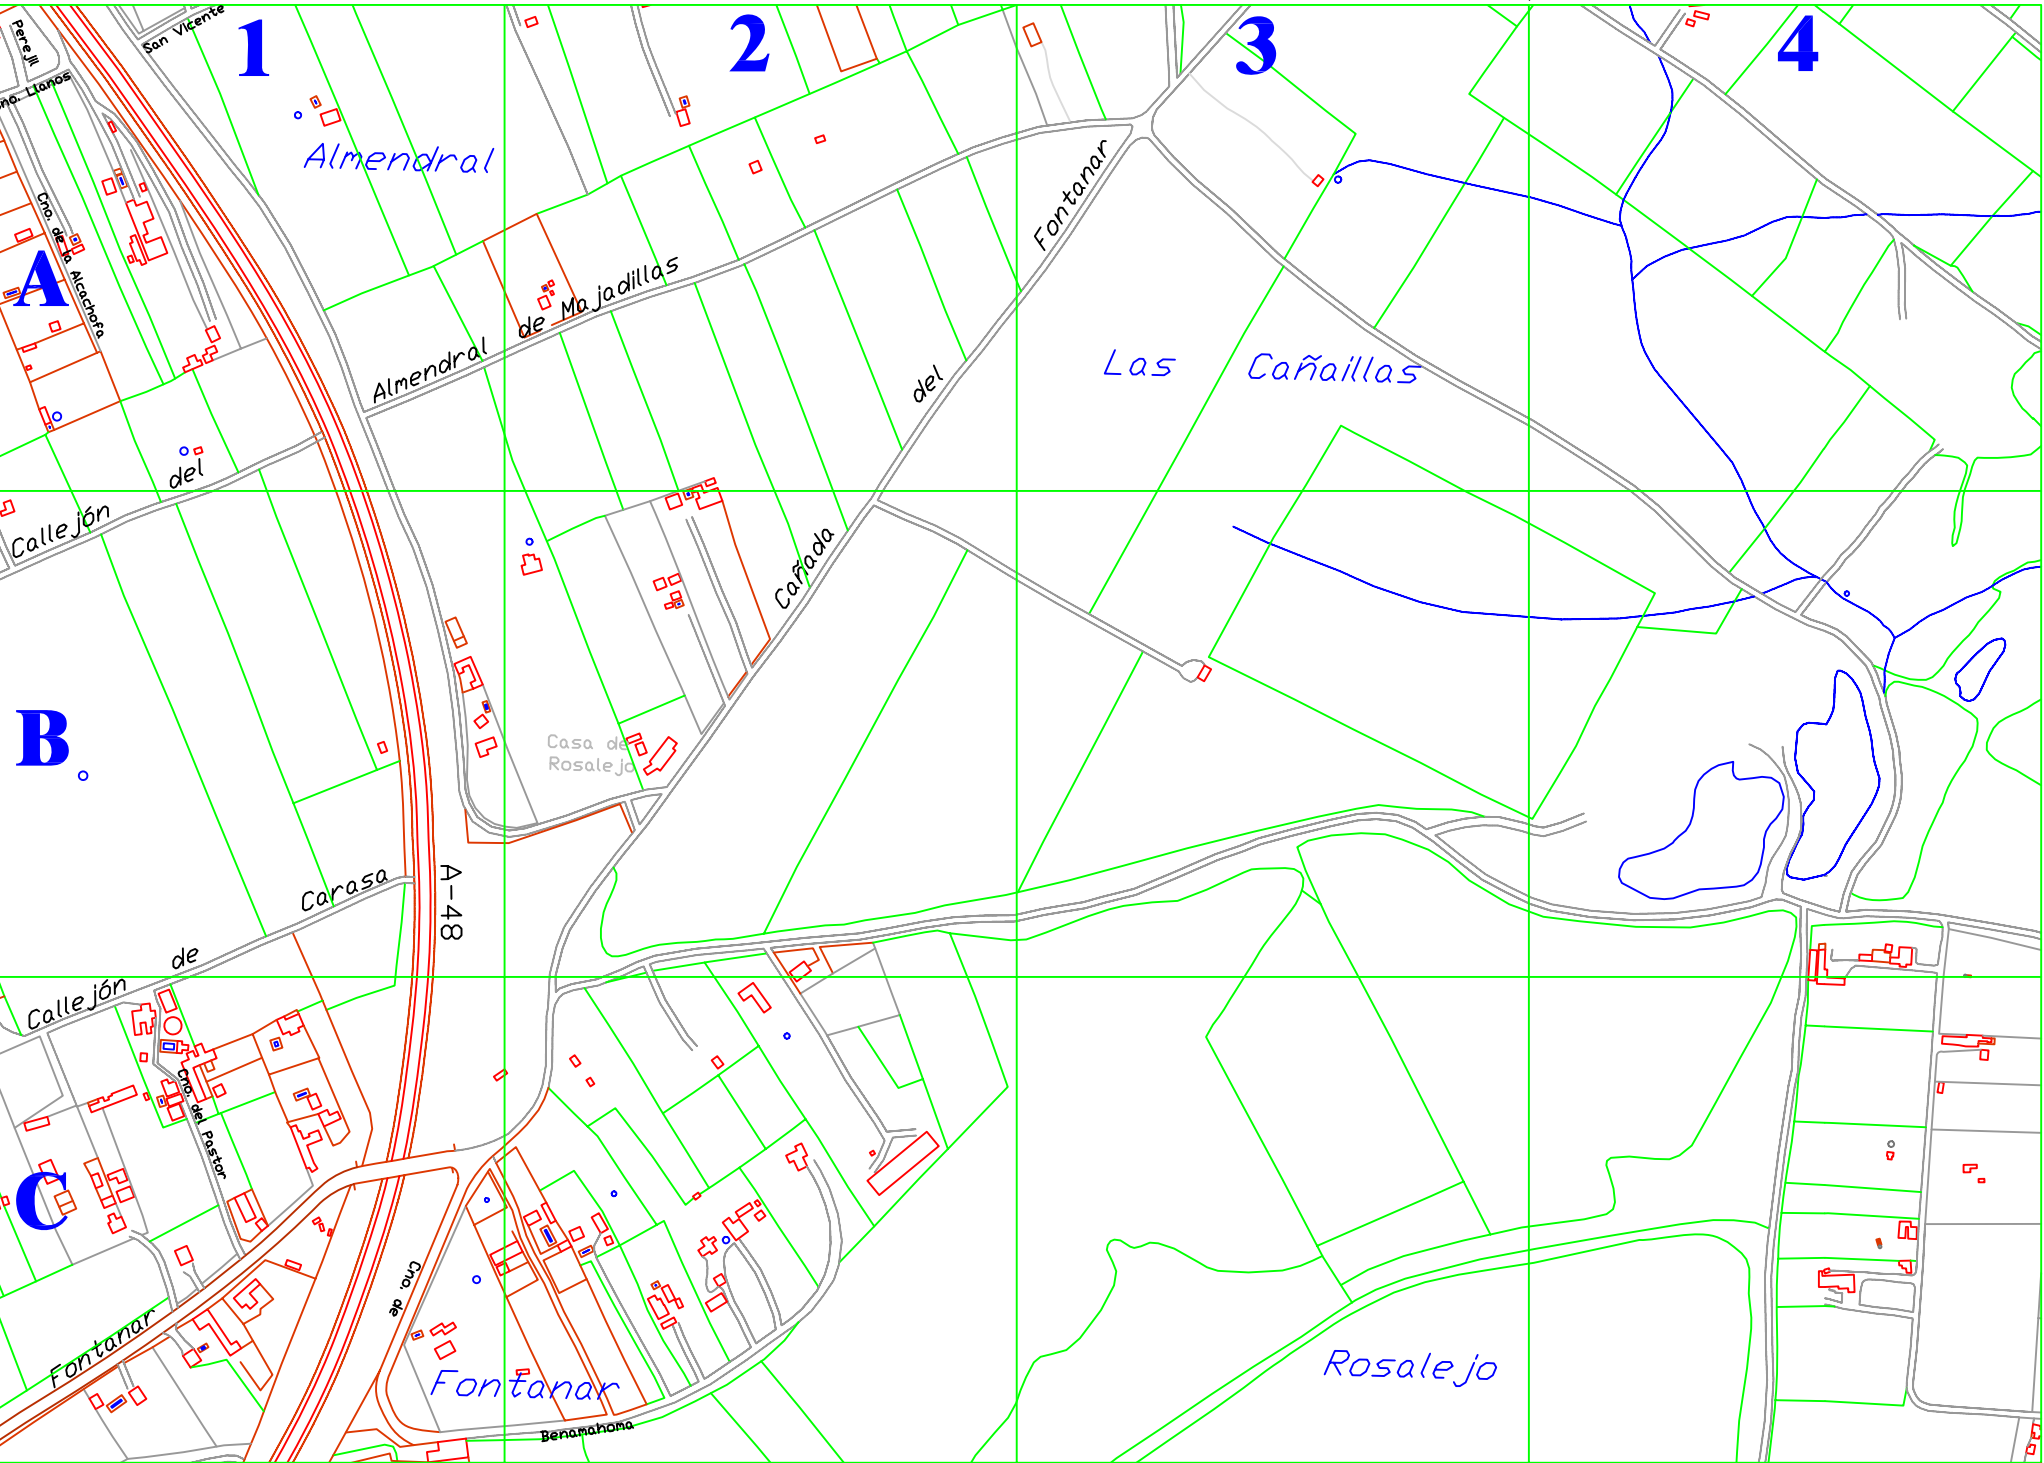 1
2
3
4
San Vicente
Perejil
Cno. Llanos
Almendral
Fontanar
Cno. de la Alcachofa
A
Almendral de Majadillas
del
Las Cañaillas
Callejón del
Cañada
B
Casa de
Rosalejo
Carasa
A-48
Callejón de
Cno. del Pastor
C
Cno. de
Fontanar
Fontanar
Rosalejo
Benamahoma